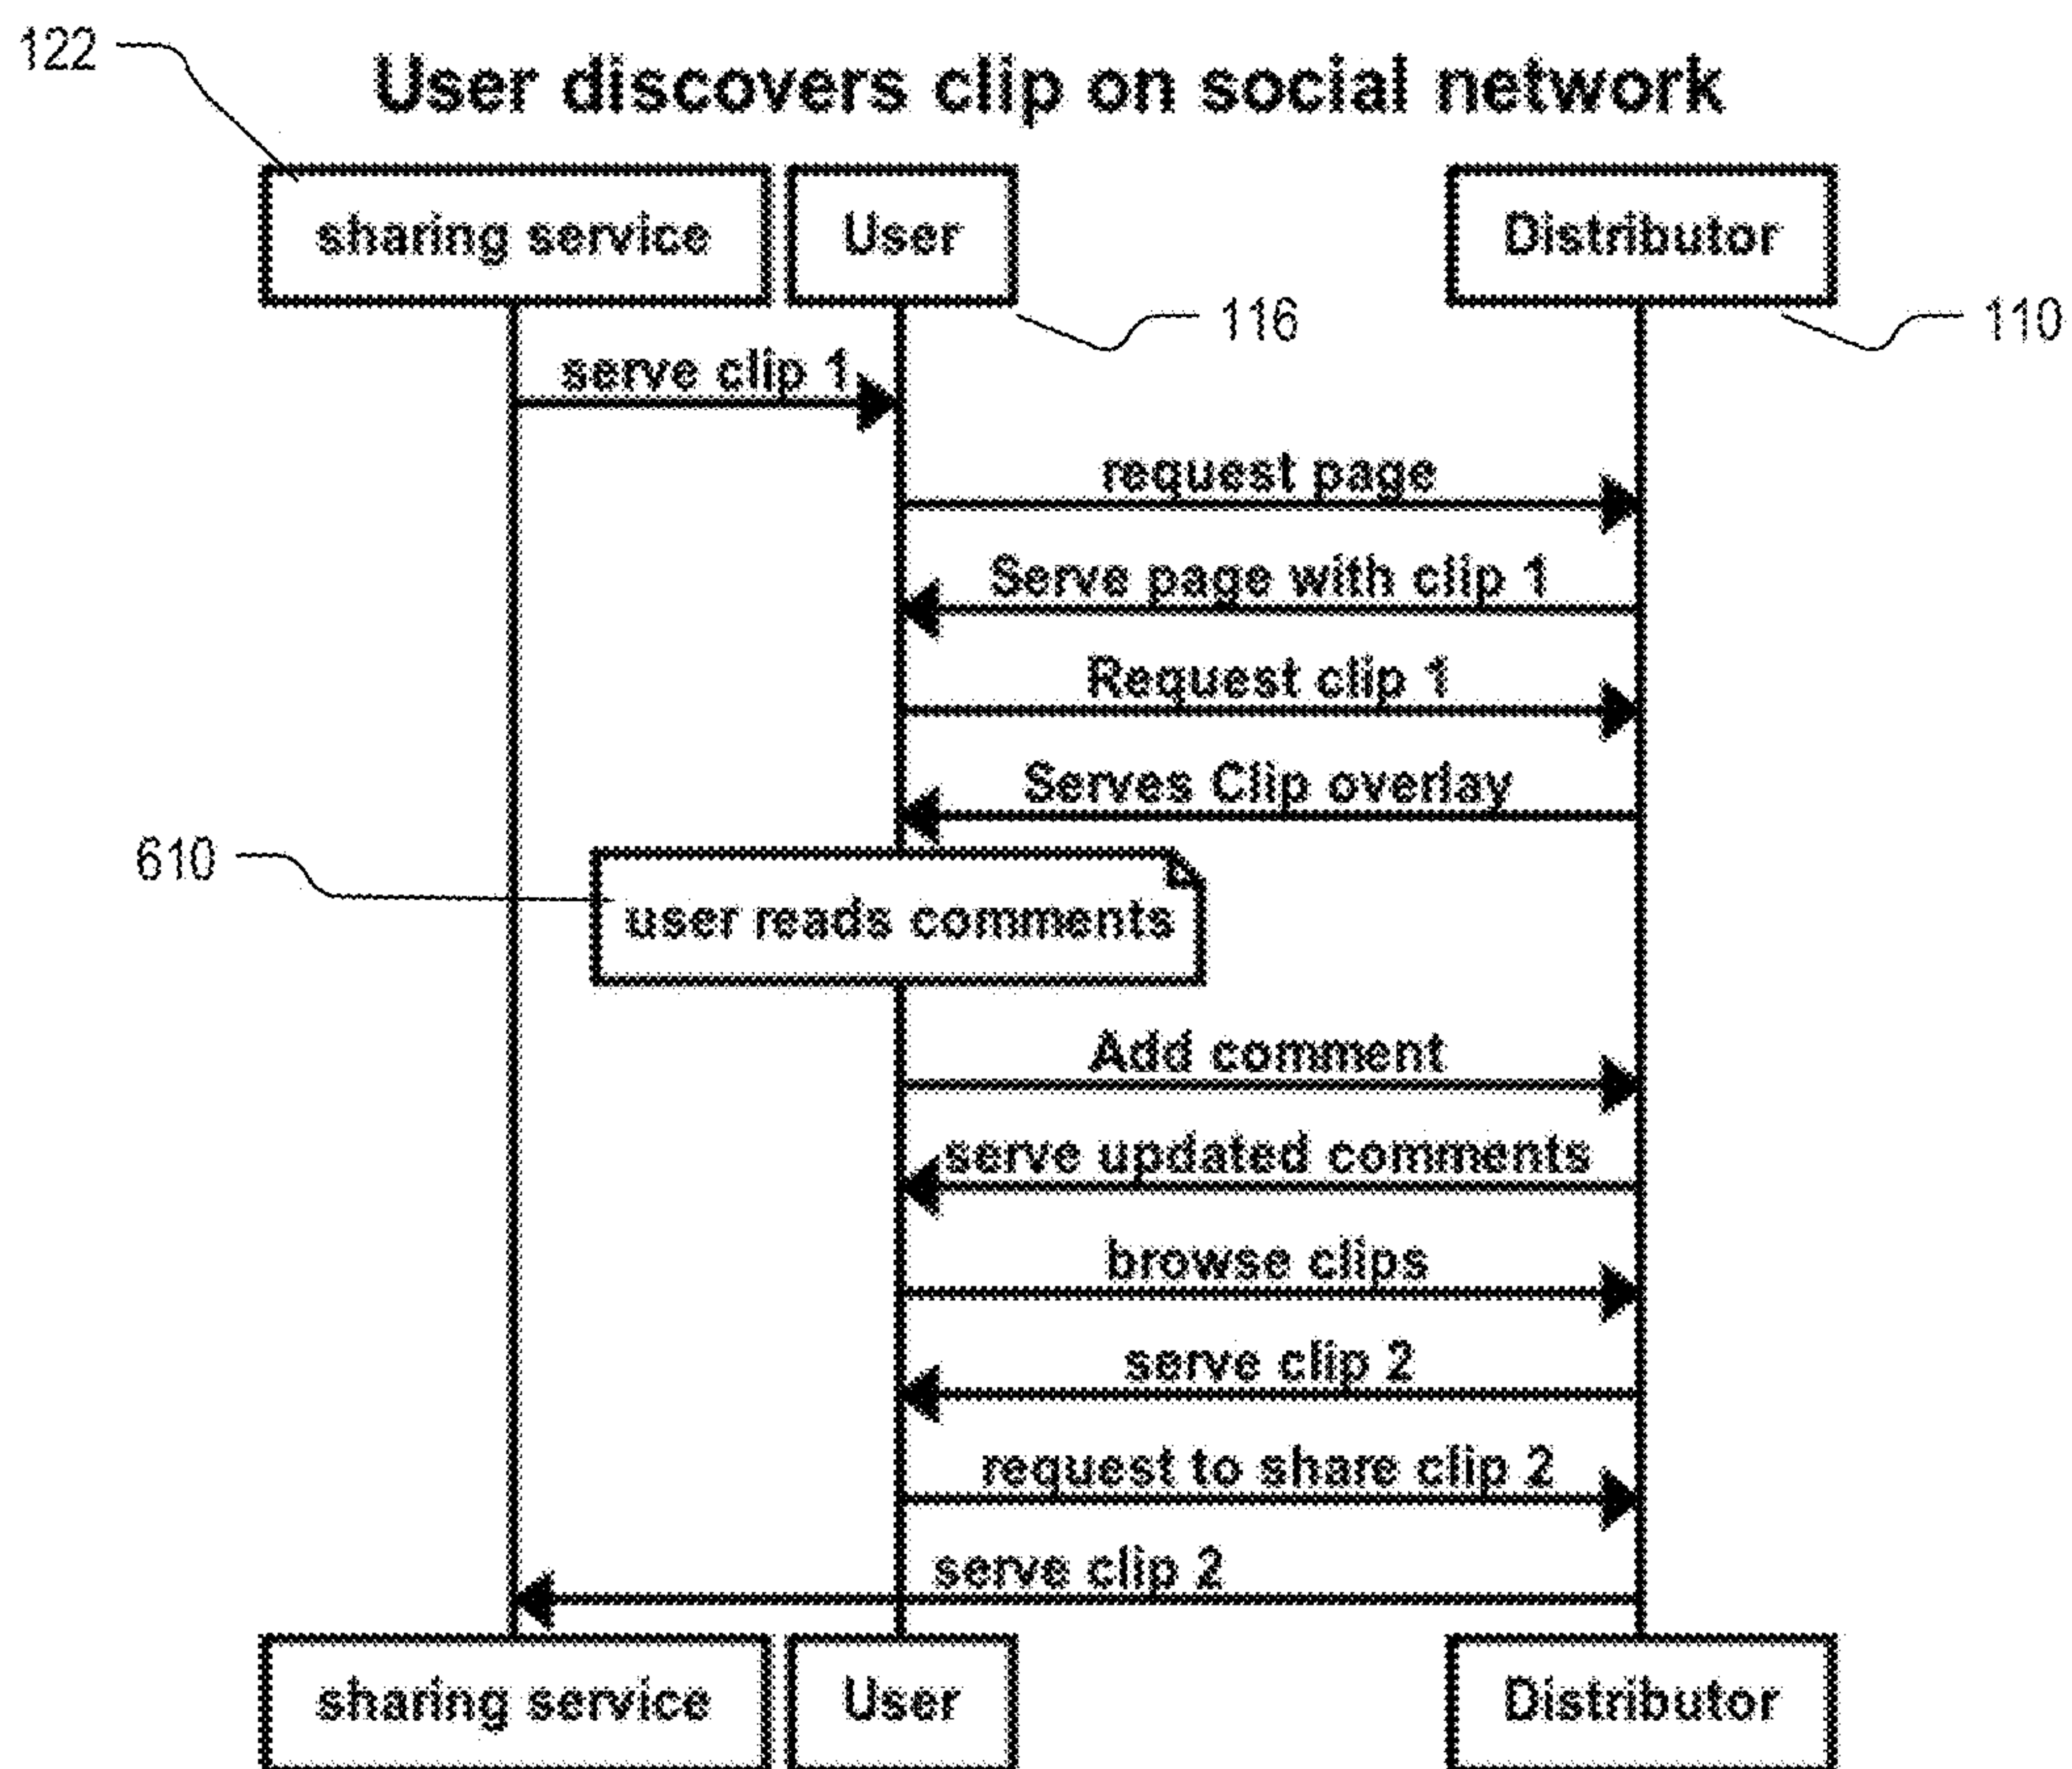 122
User discovers clip on social network
sharing service
User
Distributor
116
110
serve clip 1
request page
Serve page with clip 1
Request clip 1
Serves Clip overlay
610
user reads comments
Add comment
serve updated comments
browse clips
serve clip 2
request to share clip 2
serve clip 2
sharing service
User
Distributor